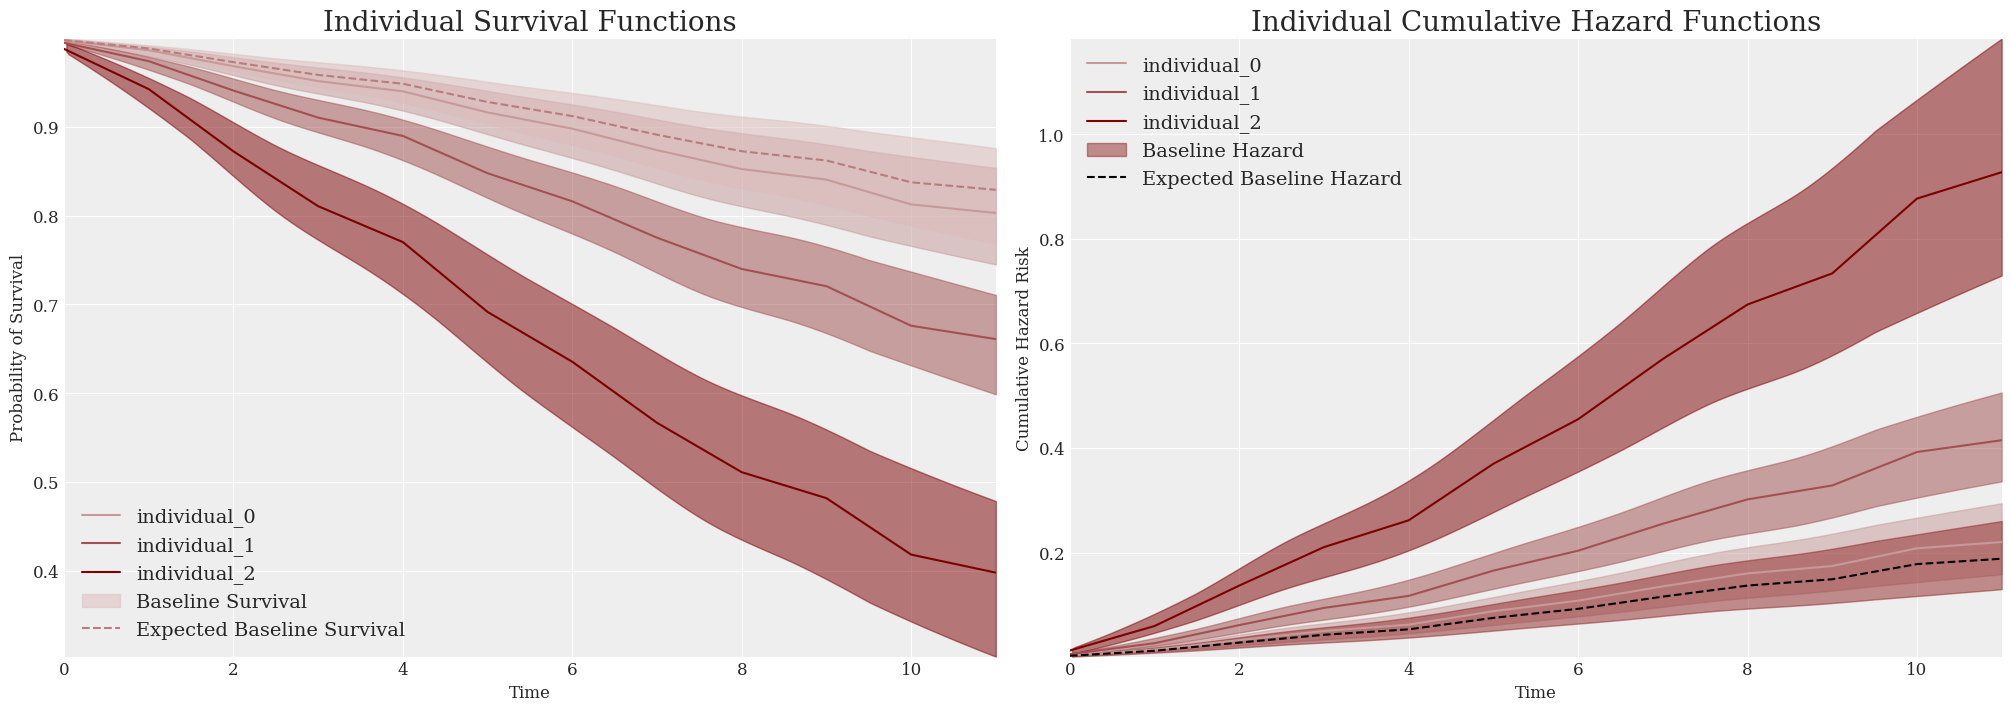 Individual Survival Functions
Probability of Survival
0.9
0.8
0.7
0.6
0.5
0.4
individual_0
individual_1
individual_2
Baseline Survival
Expected Baseline Survival
0 2 4 6 8 10
Time
Individual Cumulative Hazard Functions
Cumulative Hazard Risk
1.0
0.8
0.6
0.4
0.2
individual_0
individual_1
individual_2
Baseline Hazard
Expected Baseline Hazard
0 2 4 6 8 10
Time